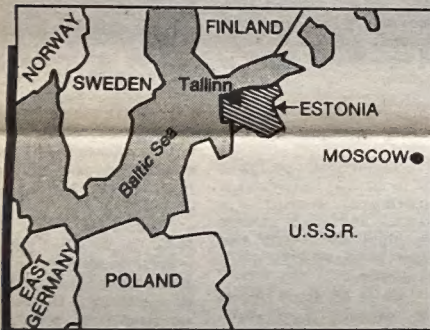 NORWAY
SWEDEN
FINLAND
Tallinn
ESTONIA
Baltic Sea
MOSCOW
U.S.S.R.
EAST
GERMANY
POLAND